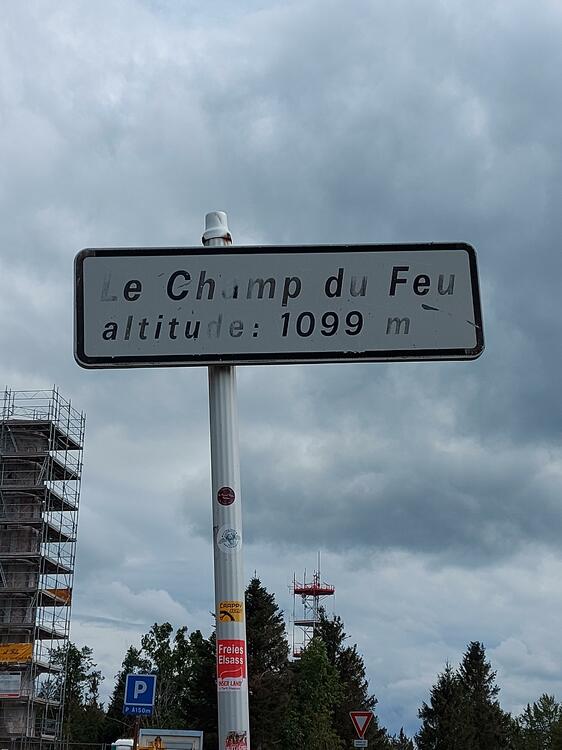 Le Champ du Feu
altitude: 1099 m
Freies
Elsass
P
P A 150m